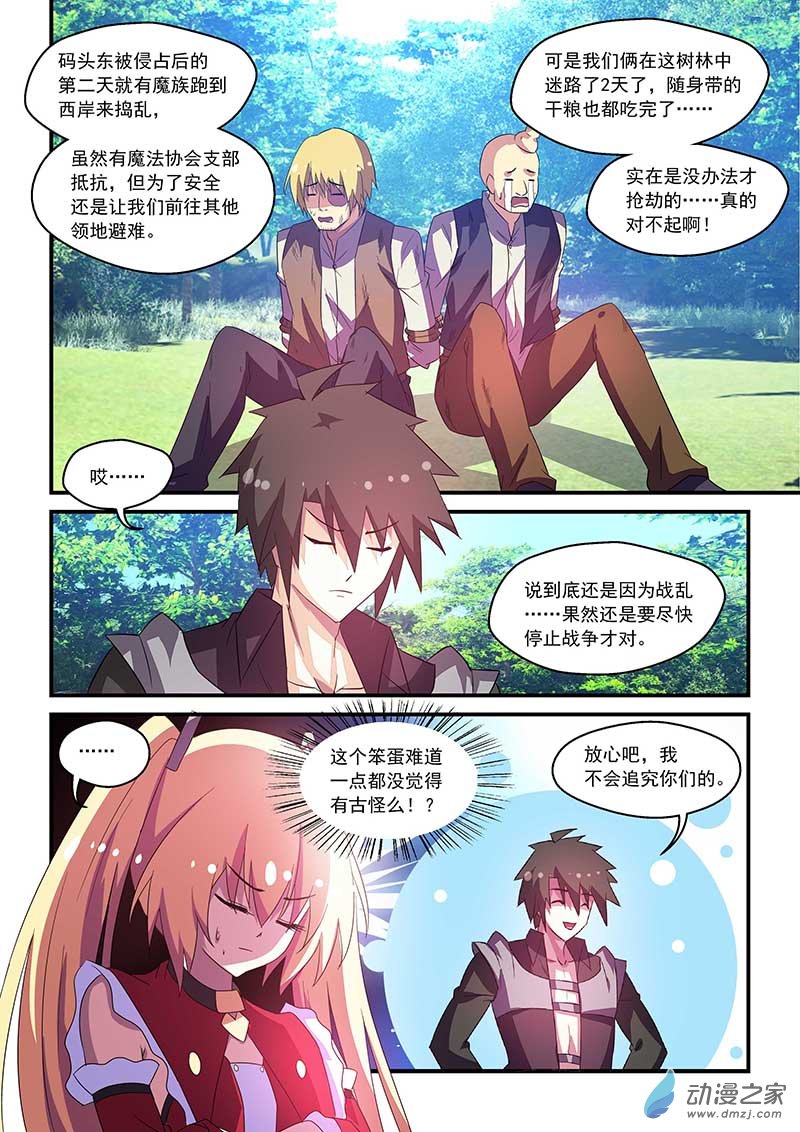 码头东被侵占后的
第二天就有魔族跑到
西岸来捣乱，
虽然有魔法协会支部
抵抗，但为了安全
还是让我们前往其他
领地避难。
可是我们俩在这树林中
迷路了2天了，随身带的
干粮也都吃完了……
实在是没办法才
抢劫的……真的
对不起啊！
哎……
说到底还是因为战乱
……果然还是要尽快
停止战争才对。
……
这个笨蛋难道
一点都没觉得
有古怪么！？
放心吧，我
不会追究你们的。
动漫之家
www.dmzj.com